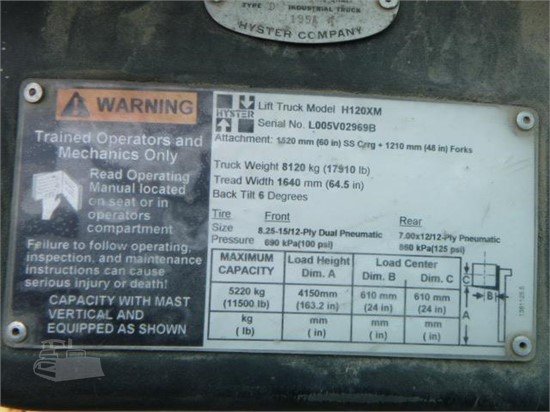 TYPE D INDUSTRIAL TRUCK
HYSTER COMPANY
WARNING
Trained Operators and
Mechanics Only
Read Operating
Manual located
on seat or in
operators
compartment
Failure to follow operating,
inspection, and maintenance
instructions can cause
serious injury or death!
CAPACITY WITH MAST
VERTICAL AND
EQUIPPED AS SHOWN
HYSTER
Lift Truck Model H120XM
Serial No. L005V02969B
Attachment: 1520 mm (60 in) SS Crrg + 1210 mm (48 in) Forks
Truck Weight 8120 kg (17910 lb)
Tread Width 1640 mm (64.5 in)
Back Tilt 6 Degrees
Tire Front Rear
Size 8.25-15/12-Ply Dual Pneumatic 7.00x12/12-Ply Pneumatic
Pressure 690 kPa(100 psi) 860 kPa(125 psi)
MAXIMUM CAPACITY Load Height Dim. A Load Center Dim. B Dim. C
5220 kg (11500 lb) 4150mm (163.2 in) 610 mm (24 in) 610 mm (24 in)
kg (lb) mm (in) mm (in) mm (in)
C
B
A